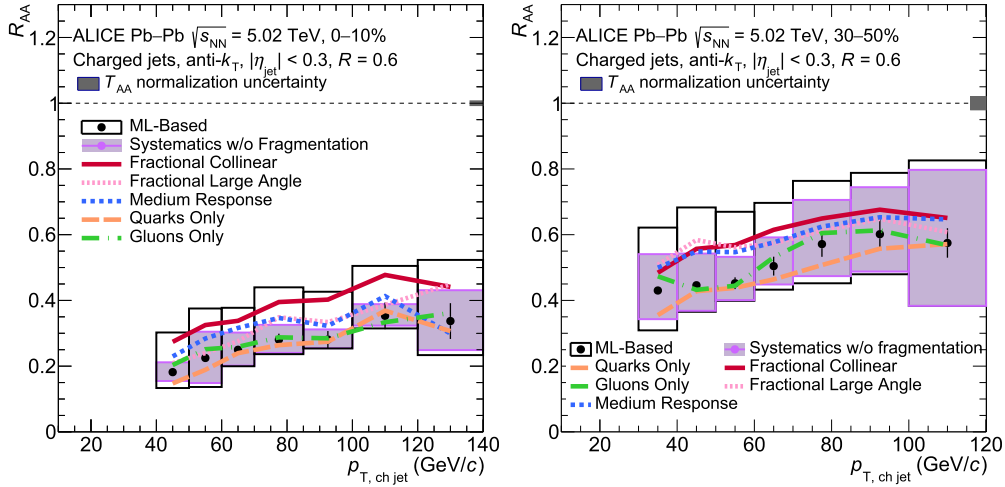 R_AA
ALICE Pb–Pb √s_NN = 5.02 TeV, 0–10%
Charged jets, anti-k_T, |η_jet| < 0.3, R = 0.6
T_AA normalization uncertainty
ML-Based
Systematics w/o Fragmentation
Fractional Collinear
Fractional Large Angle
Medium Response
Quarks Only
Gluons Only
1.2
1
0.8
0.6
0.4
0.2
0
20 40 60 80 100 120 140
p_T, ch jet (GeV/c)
R_AA
ALICE Pb–Pb √s_NN = 5.02 TeV, 30–50%
Charged jets, anti-k_T, |η_jet| < 0.3, R = 0.6
T_AA normalization uncertainty
1.2
1
0.8
0.6
0.4
0.2
0
ML-Based Systematics w/o fragmentation
Quarks Only Fractional Collinear
Gluons Only Fractional Large Angle
Medium Response
20 40 60 80 100 120
p_T, ch jet (GeV/c)